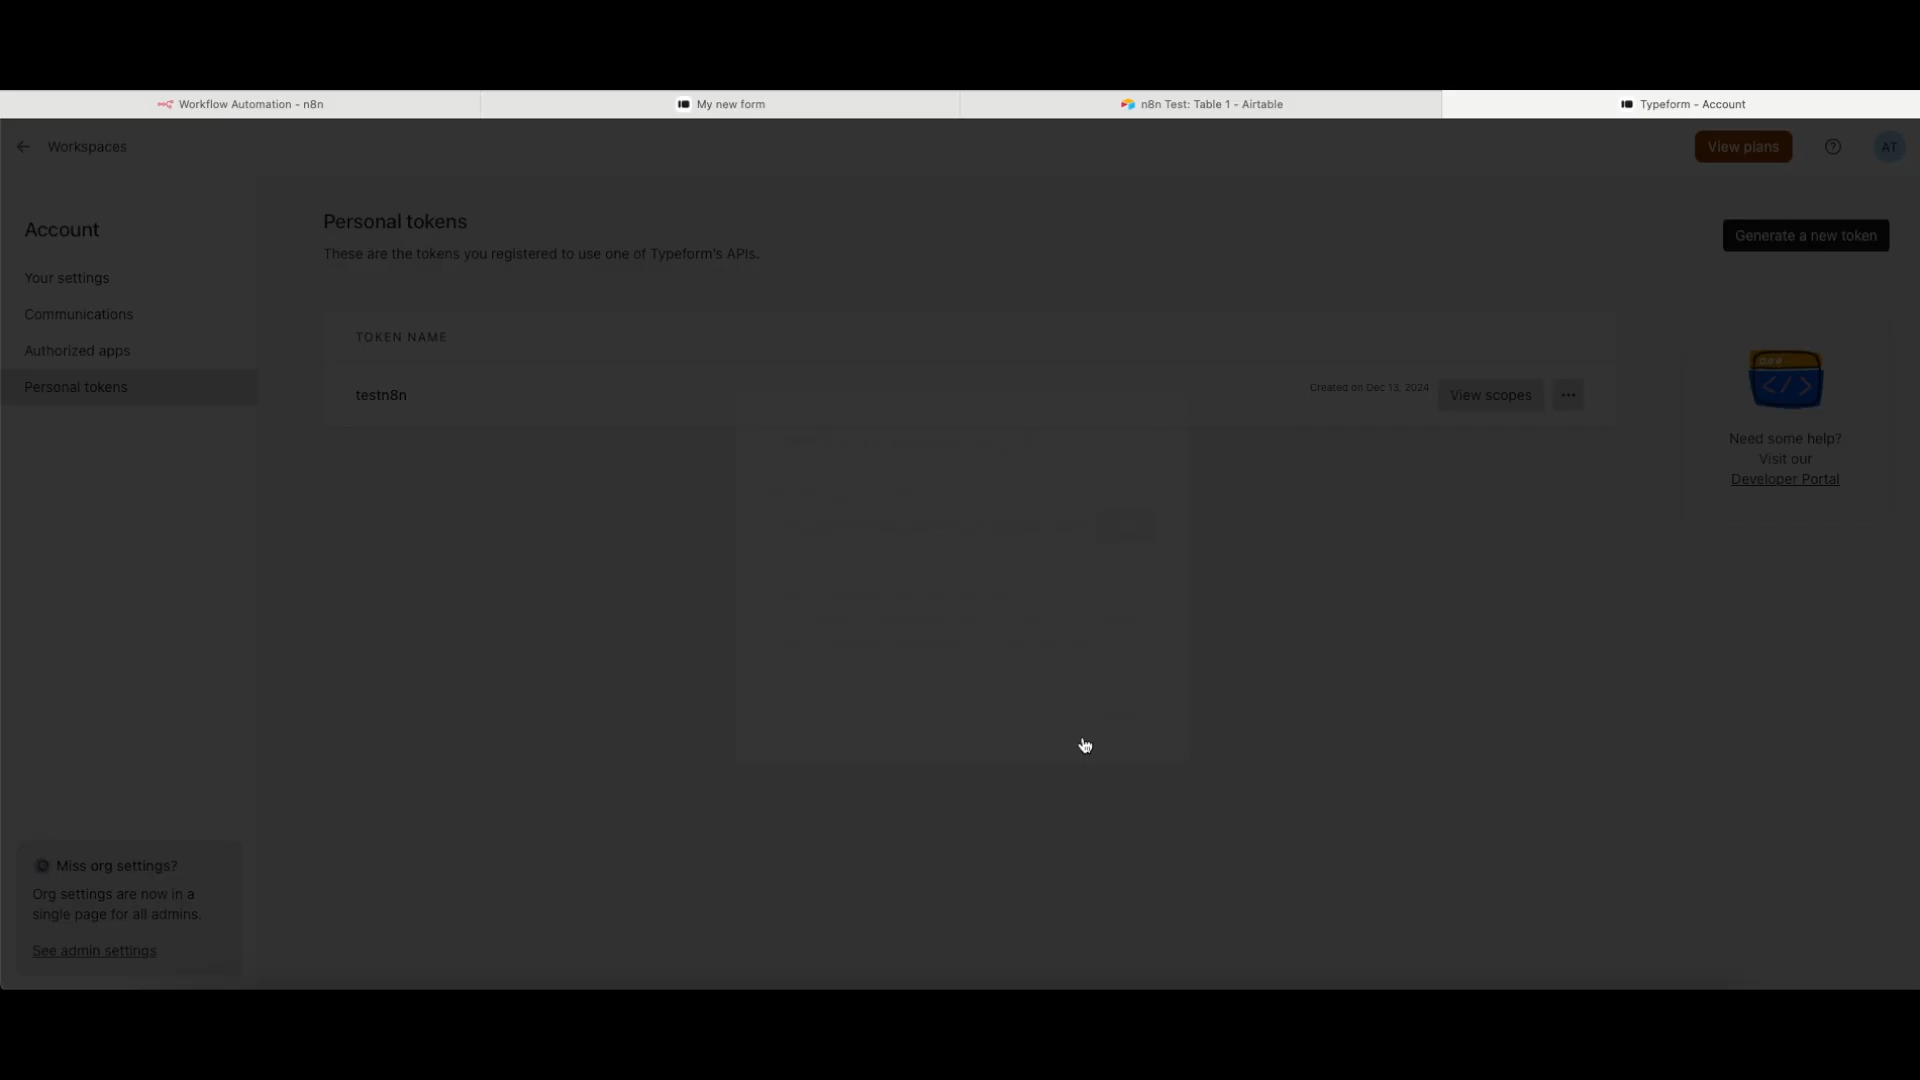 Workflow Automation - n8n
My new form
n8n Test: Table 1 - Airtable
Typeform - Account
Workspaces
View plans
AT
Account
Your settings
Communications
Authorized apps
Personal tokens
Personal tokens
These are the tokens you registered to use one of Typeform's APIs.
Generate a new token
TOKEN NAME
testn8n
Created on Dec 13, 2024
View scopes
Need some help?
Visit our
Developer Portal
Miss org settings?
Org settings are now in a
single page for all admins.
See admin settings